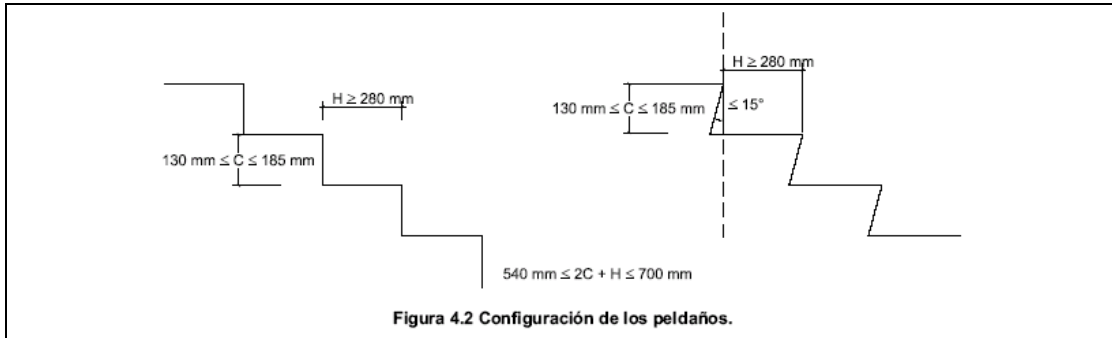 H ≥ 280 mm
130 mm ≤ C ≤ 185 mm
H ≥ 280 mm
130 mm ≤ C ≤ 185 mm
≤ 15°
540 mm ≤ 2C + H ≤ 700 mm
Figura 4.2 Configuración de los peldaños.